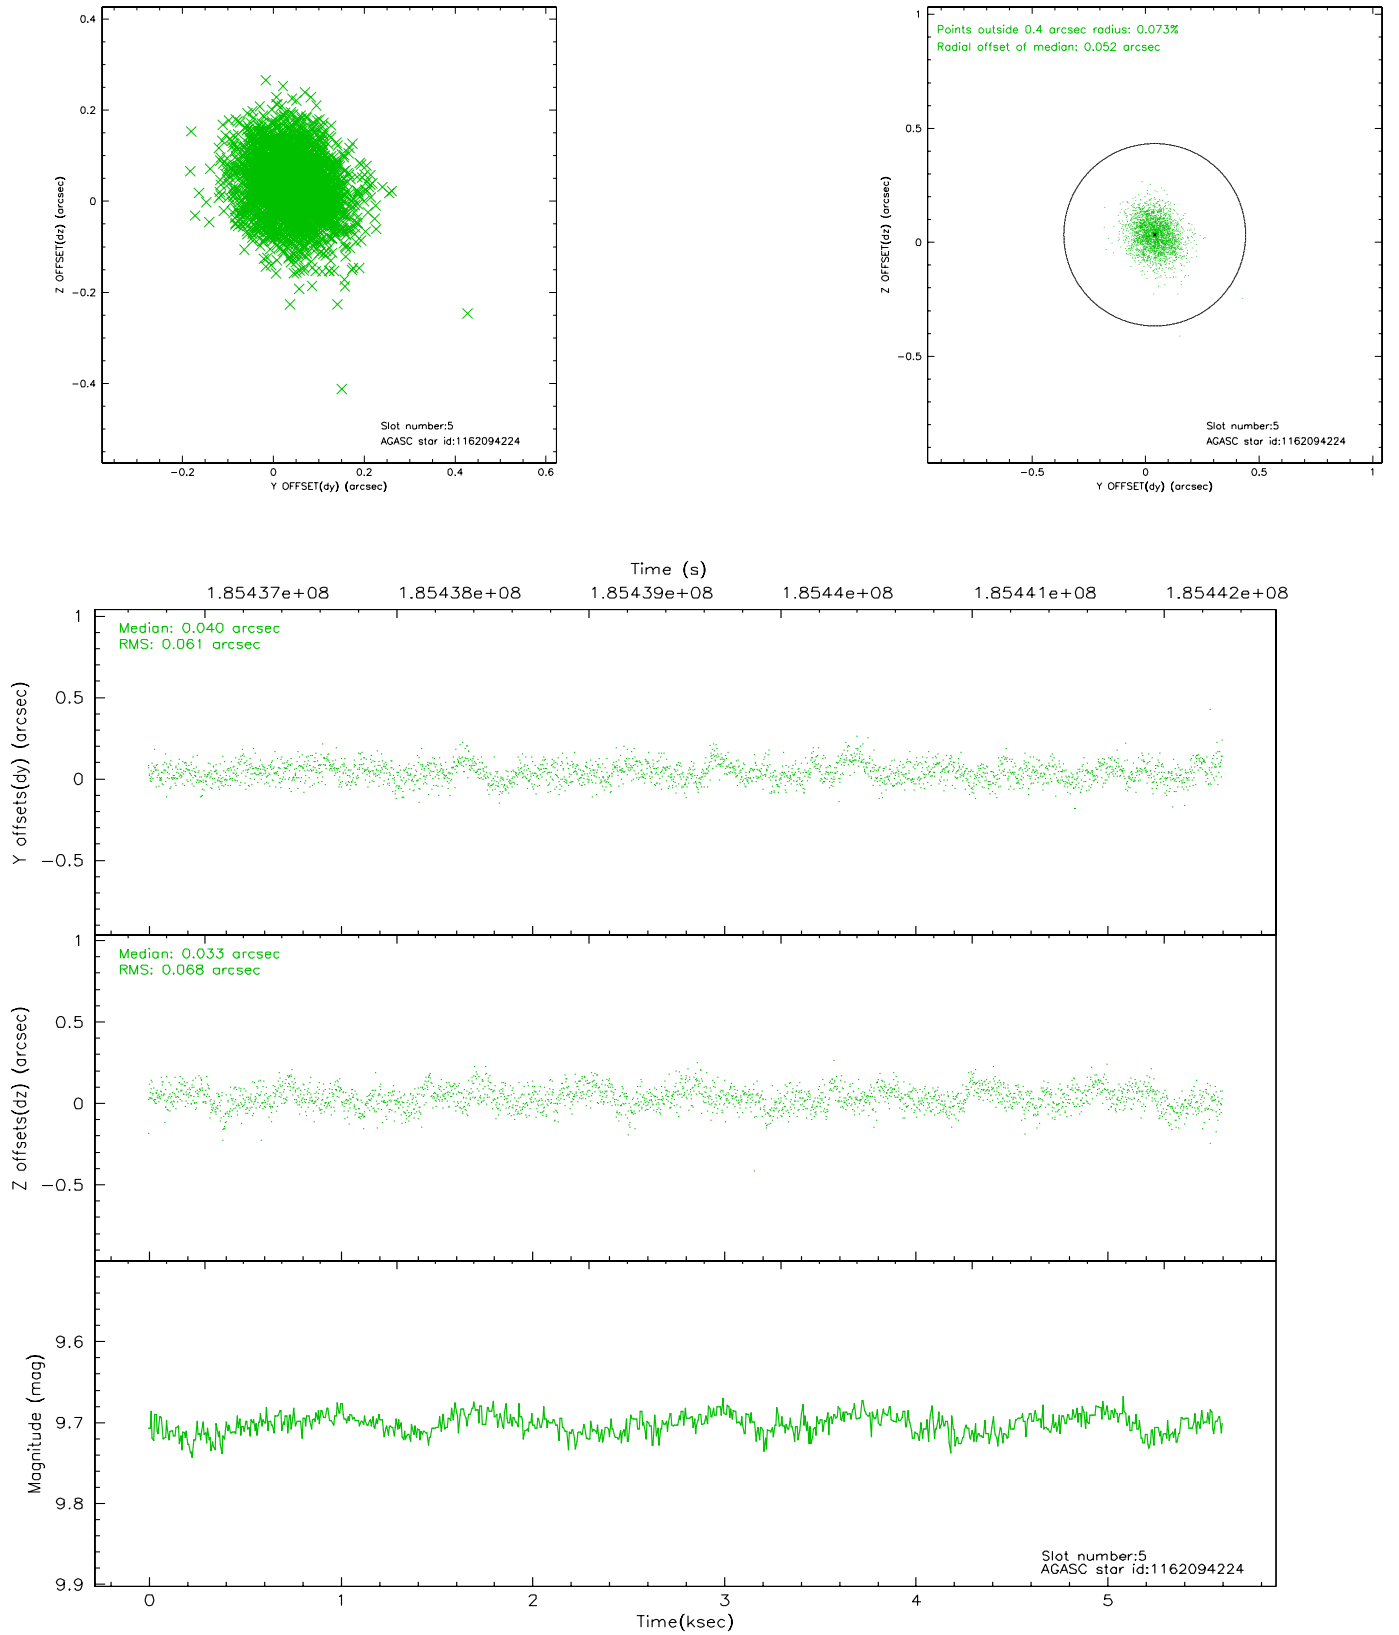 0.4
0.2
0
−0.2
−0.4
Z OFFSET(dz) (arcsec)
Slot number:5
AGASC star id:1162094224
−0.2 0 0.2 0.4 0.6
Y OFFSET(dy) (arcsec)
Points outside 0.4 arcsec radius: 0.073%
Radial offset of median: 0.052 arcsec
1
0.5
0
−0.5
Z OFFSET(dz) (arcsec)
Slot number:5
AGASC star id:1162094224
−0.5 0 0.5 1
Y OFFSET(dy) (arcsec)
Time (s)
1.85437e+08 1.85438e+08 1.85439e+08 1.8544e+08 1.85441e+08 1.85442e+08
Median: 0.040 arcsec
RMS: 0.061 arcsec
1
0.5
0
−0.5
Y offsets(dy) (arcsec)
Median: 0.033 arcsec
RMS: 0.068 arcsec
1
0.5
0
−0.5
Z offsets(dz) (arcsec)
9.6
9.7
9.8
9.9
Magnitude (mag)
Slot number:5
AGASC star id:1162094224
0 1 2 3 4 5
Time(ksec)